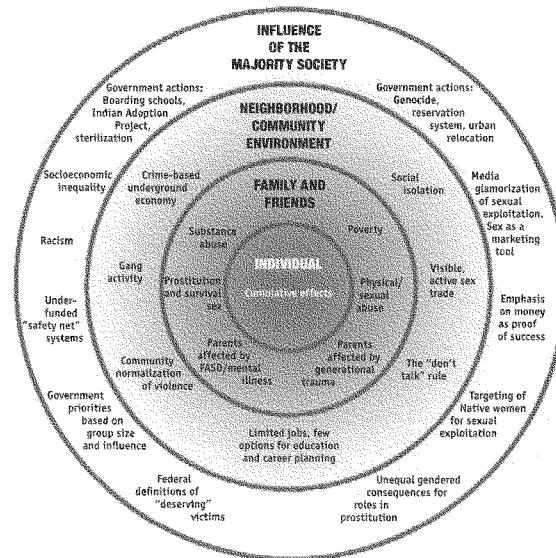 INFLUENCE
OF THE
MAJORITY SOCIETY
Government actions:
Boarding schools,
Indian Adoption
Project,
sterilization
Government actions:
Genocide,
reservation
system, urban
relocation
NEIGHBORHOOD/
COMMUNITY
ENVIRONMENT
Socioeconomic
inequality
Crime-based
underground
economy
Social
isolation
Media
glamorization
of sexual
exploitation.
Sex as a
marketing
tool
FAMILY AND
FRIENDS
Substance
abuse
Poverty
Racism
Gang
activity
INDIVIDUAL
Cumulative effects
Prostitution
and survival
sex
Physical/
sexual
abuse
Visible,
active sex
trade
Under-
funded
"safety net"
systems
Emphasis
on money
as proof
of success
Parents
affected by
FASD/mental
illness
Parents
affected by
generational
trauma
Community
normalization
of violence
The "don't
talk" rule
Government
priorities
based on
group size
and influence
Targeting of
Native women
for sexual
exploitation
Limited jobs, few
options for education
and career planning
Federal
definitions of
"deserving"
victims
Unequal gendered
consequences for
roles in
prostitution